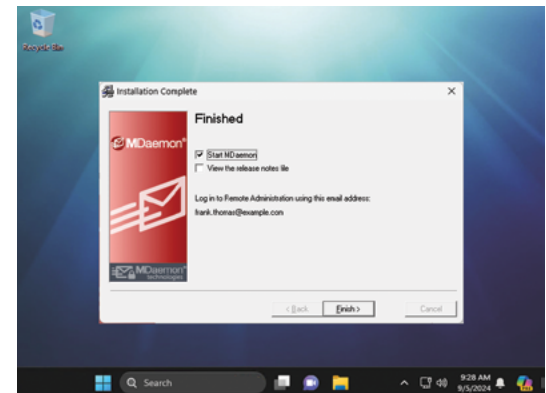 Recycle Bin
Installation Complete
Finished
MDaemon®
Start MDaemon
View the release notes file
Log in to Remote Administration using this email address:
frank.thomas@example.com
MDaemon®
technologies
< Back
Finish >
Cancel
Search
9:28 AM
9/5/2024